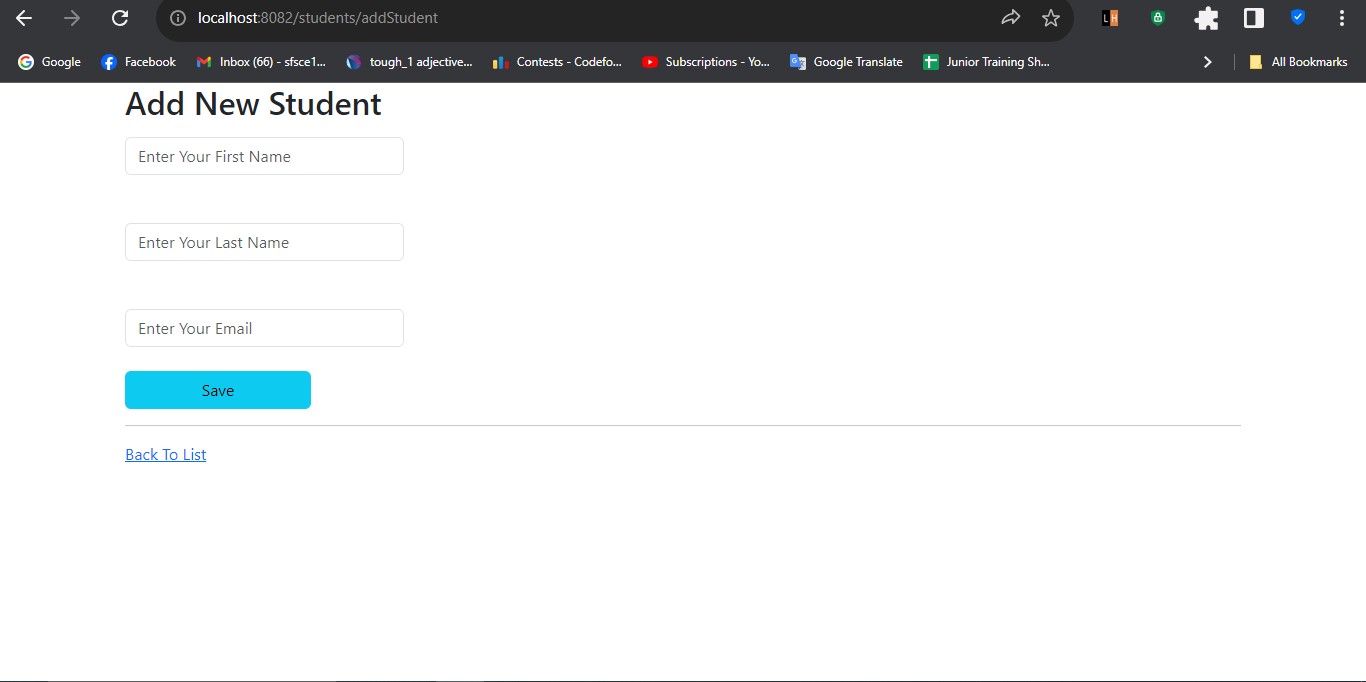 localhost:8082/students/addStudent
Google Facebook Inbox (66) - sfsce1... tough_1 adjective... Contests - Codefo... Subscriptions - Yo... Google Translate Junior Training Sh... All Bookmarks
Add New Student
Enter Your First Name
Enter Your Last Name
Enter Your Email
Save
Back To List